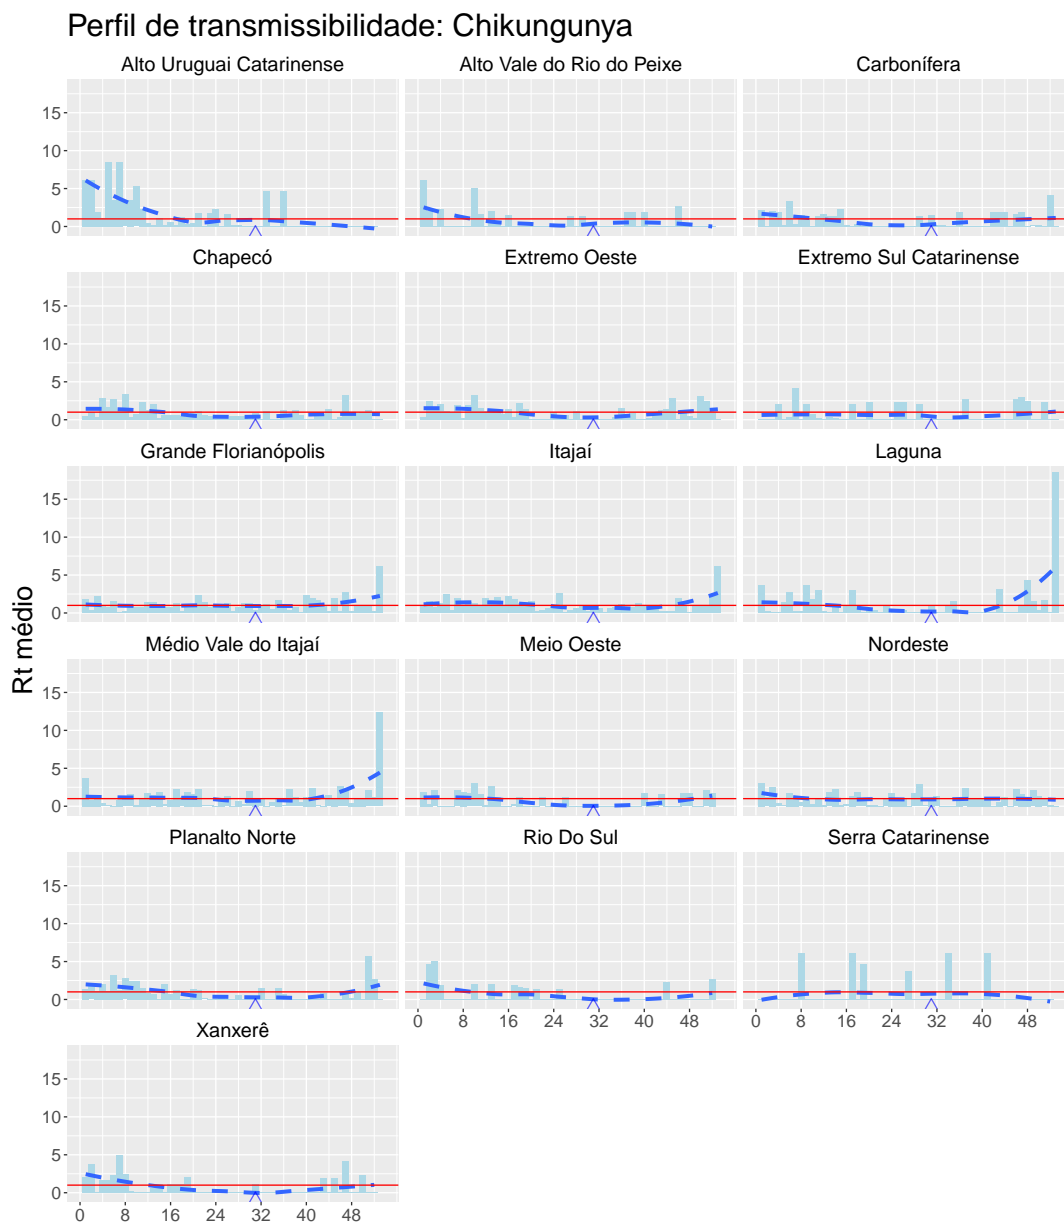 Perfil de transmissibilidade: Chikungunya
Alto Uruguai Catarinense Alto Vale do Rio do Peixe Carbonífera
15
10
5
0
Chapecó Extremo Oeste Extremo Sul Catarinense
15
10
5
0
Grande Florianópolis Itajaí Laguna
15
10
5
0
Rt médio
Médio Vale do Itajaí Meio Oeste Nordeste
15
10
5
0
Planalto Norte Rio Do Sul Serra Catarinense
15
10
5
0
0 8 16 24 32 40 48 0 8 16 24 32 40 48
Xanxerê
15
10
5
0
0 8 16 24 32 40 48